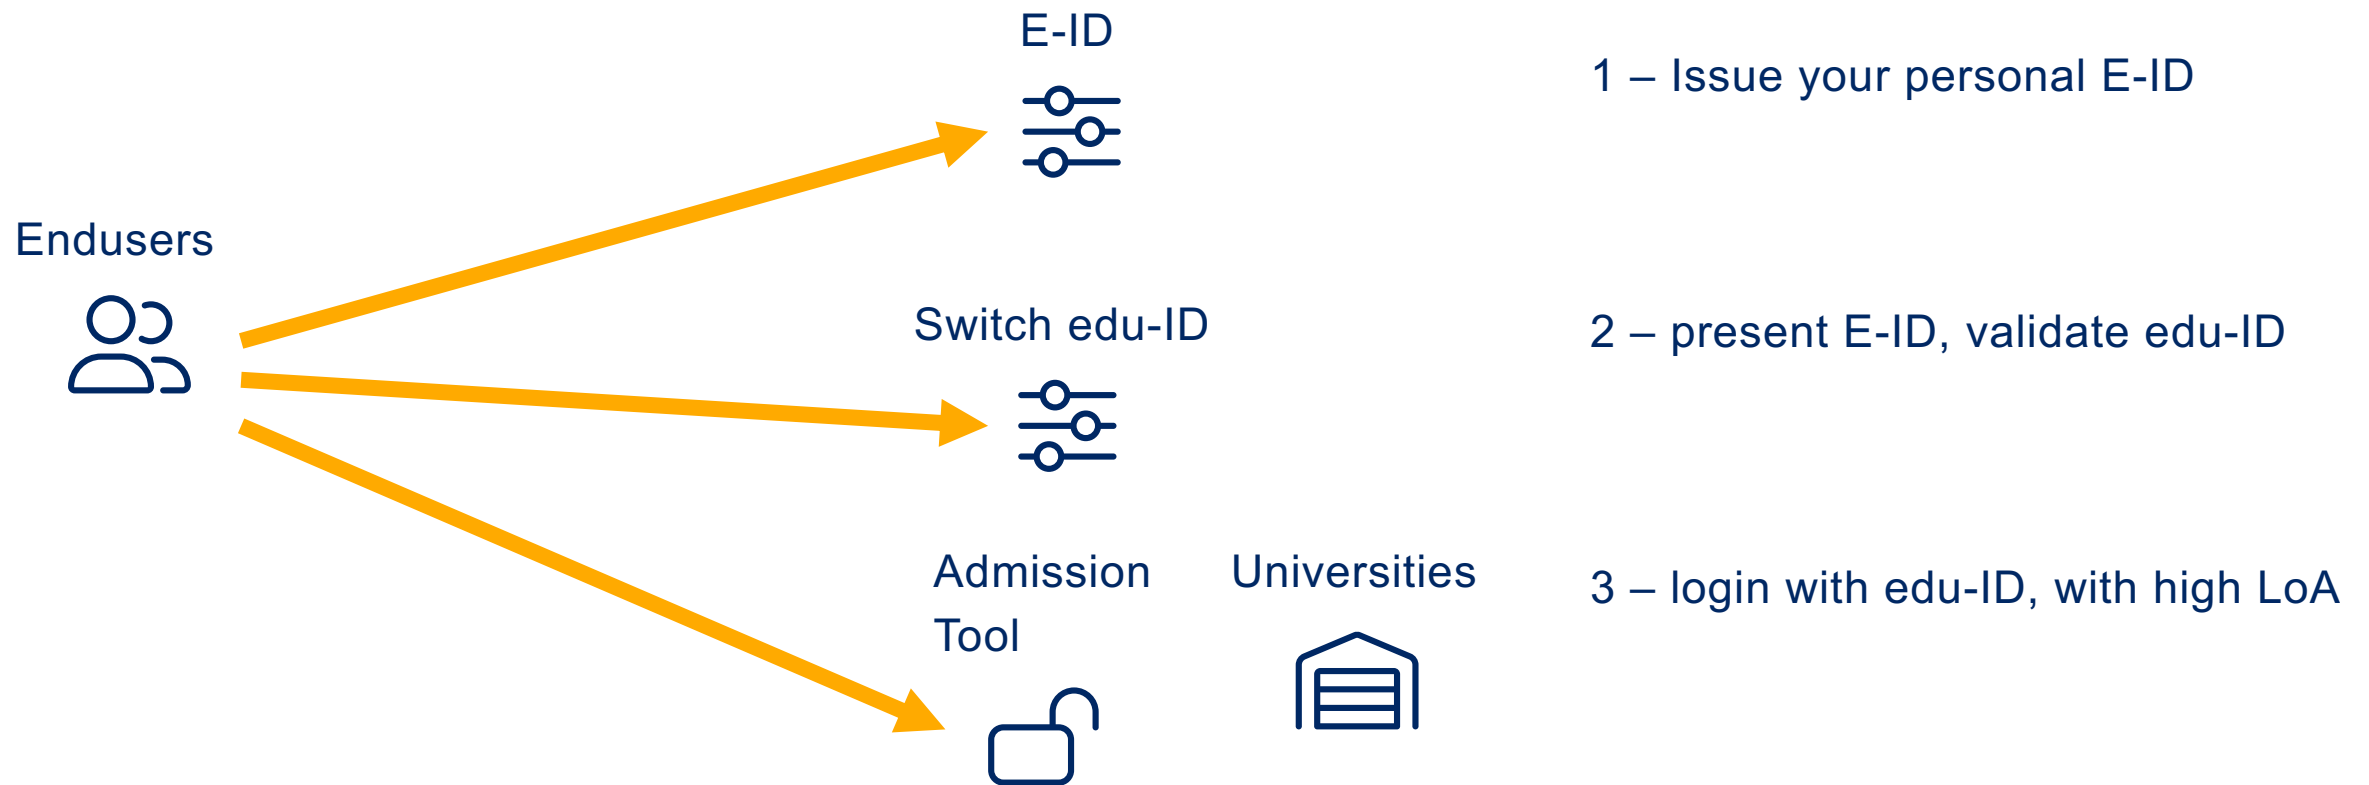 E-ID
1 – Issue your personal E-ID
Endusers
Switch edu-ID
2 – present E-ID, validate edu-ID
Admission
Tool
Universities
3 – login with edu-ID, with high LoA